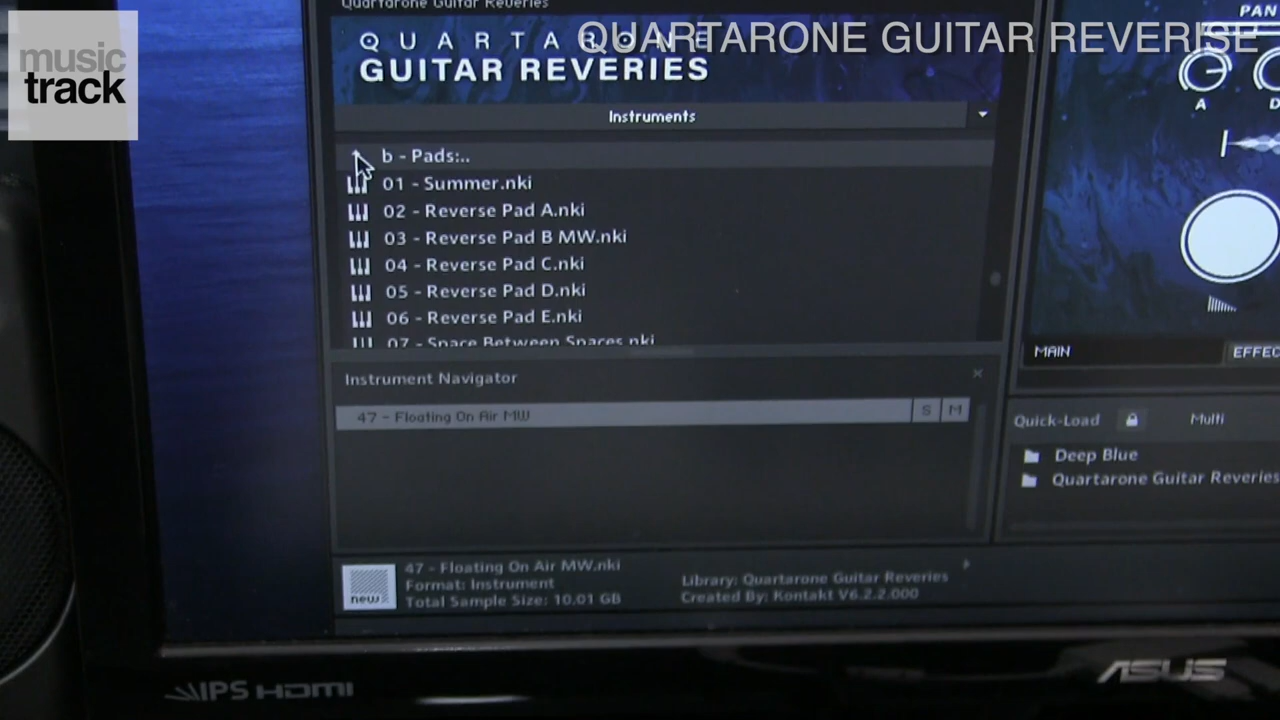 Quartarone Guitar Reveries
music
track
QUARTARONE GUITAR REVERISE
QUARTARONE
GUITAR REVERIES
Instruments
b - Pads:..
01 - Summer.nki
02 - Reverse Pad A.nki
03 - Reverse Pad B MW.nki
04 - Reverse Pad C.nki
05 - Reverse Pad D.nki
06 - Reverse Pad E.nki
07 - Space Between Spaces.nki
Instrument Navigator
47 - Floating On Air MW
S M
47 - Floating On Air MW.nki
Format: Instrument
Total Sample Size: 10.01 GB
Library: Quartarone Guitar Reveries
Created By: Kontakt V6.2.2.000
new
PAN
A
D
MAIN
EFFEC
Quick-Load
Multi
Deep Blue
Quartarone Guitar Reveries
IPS HDMI
ASUS